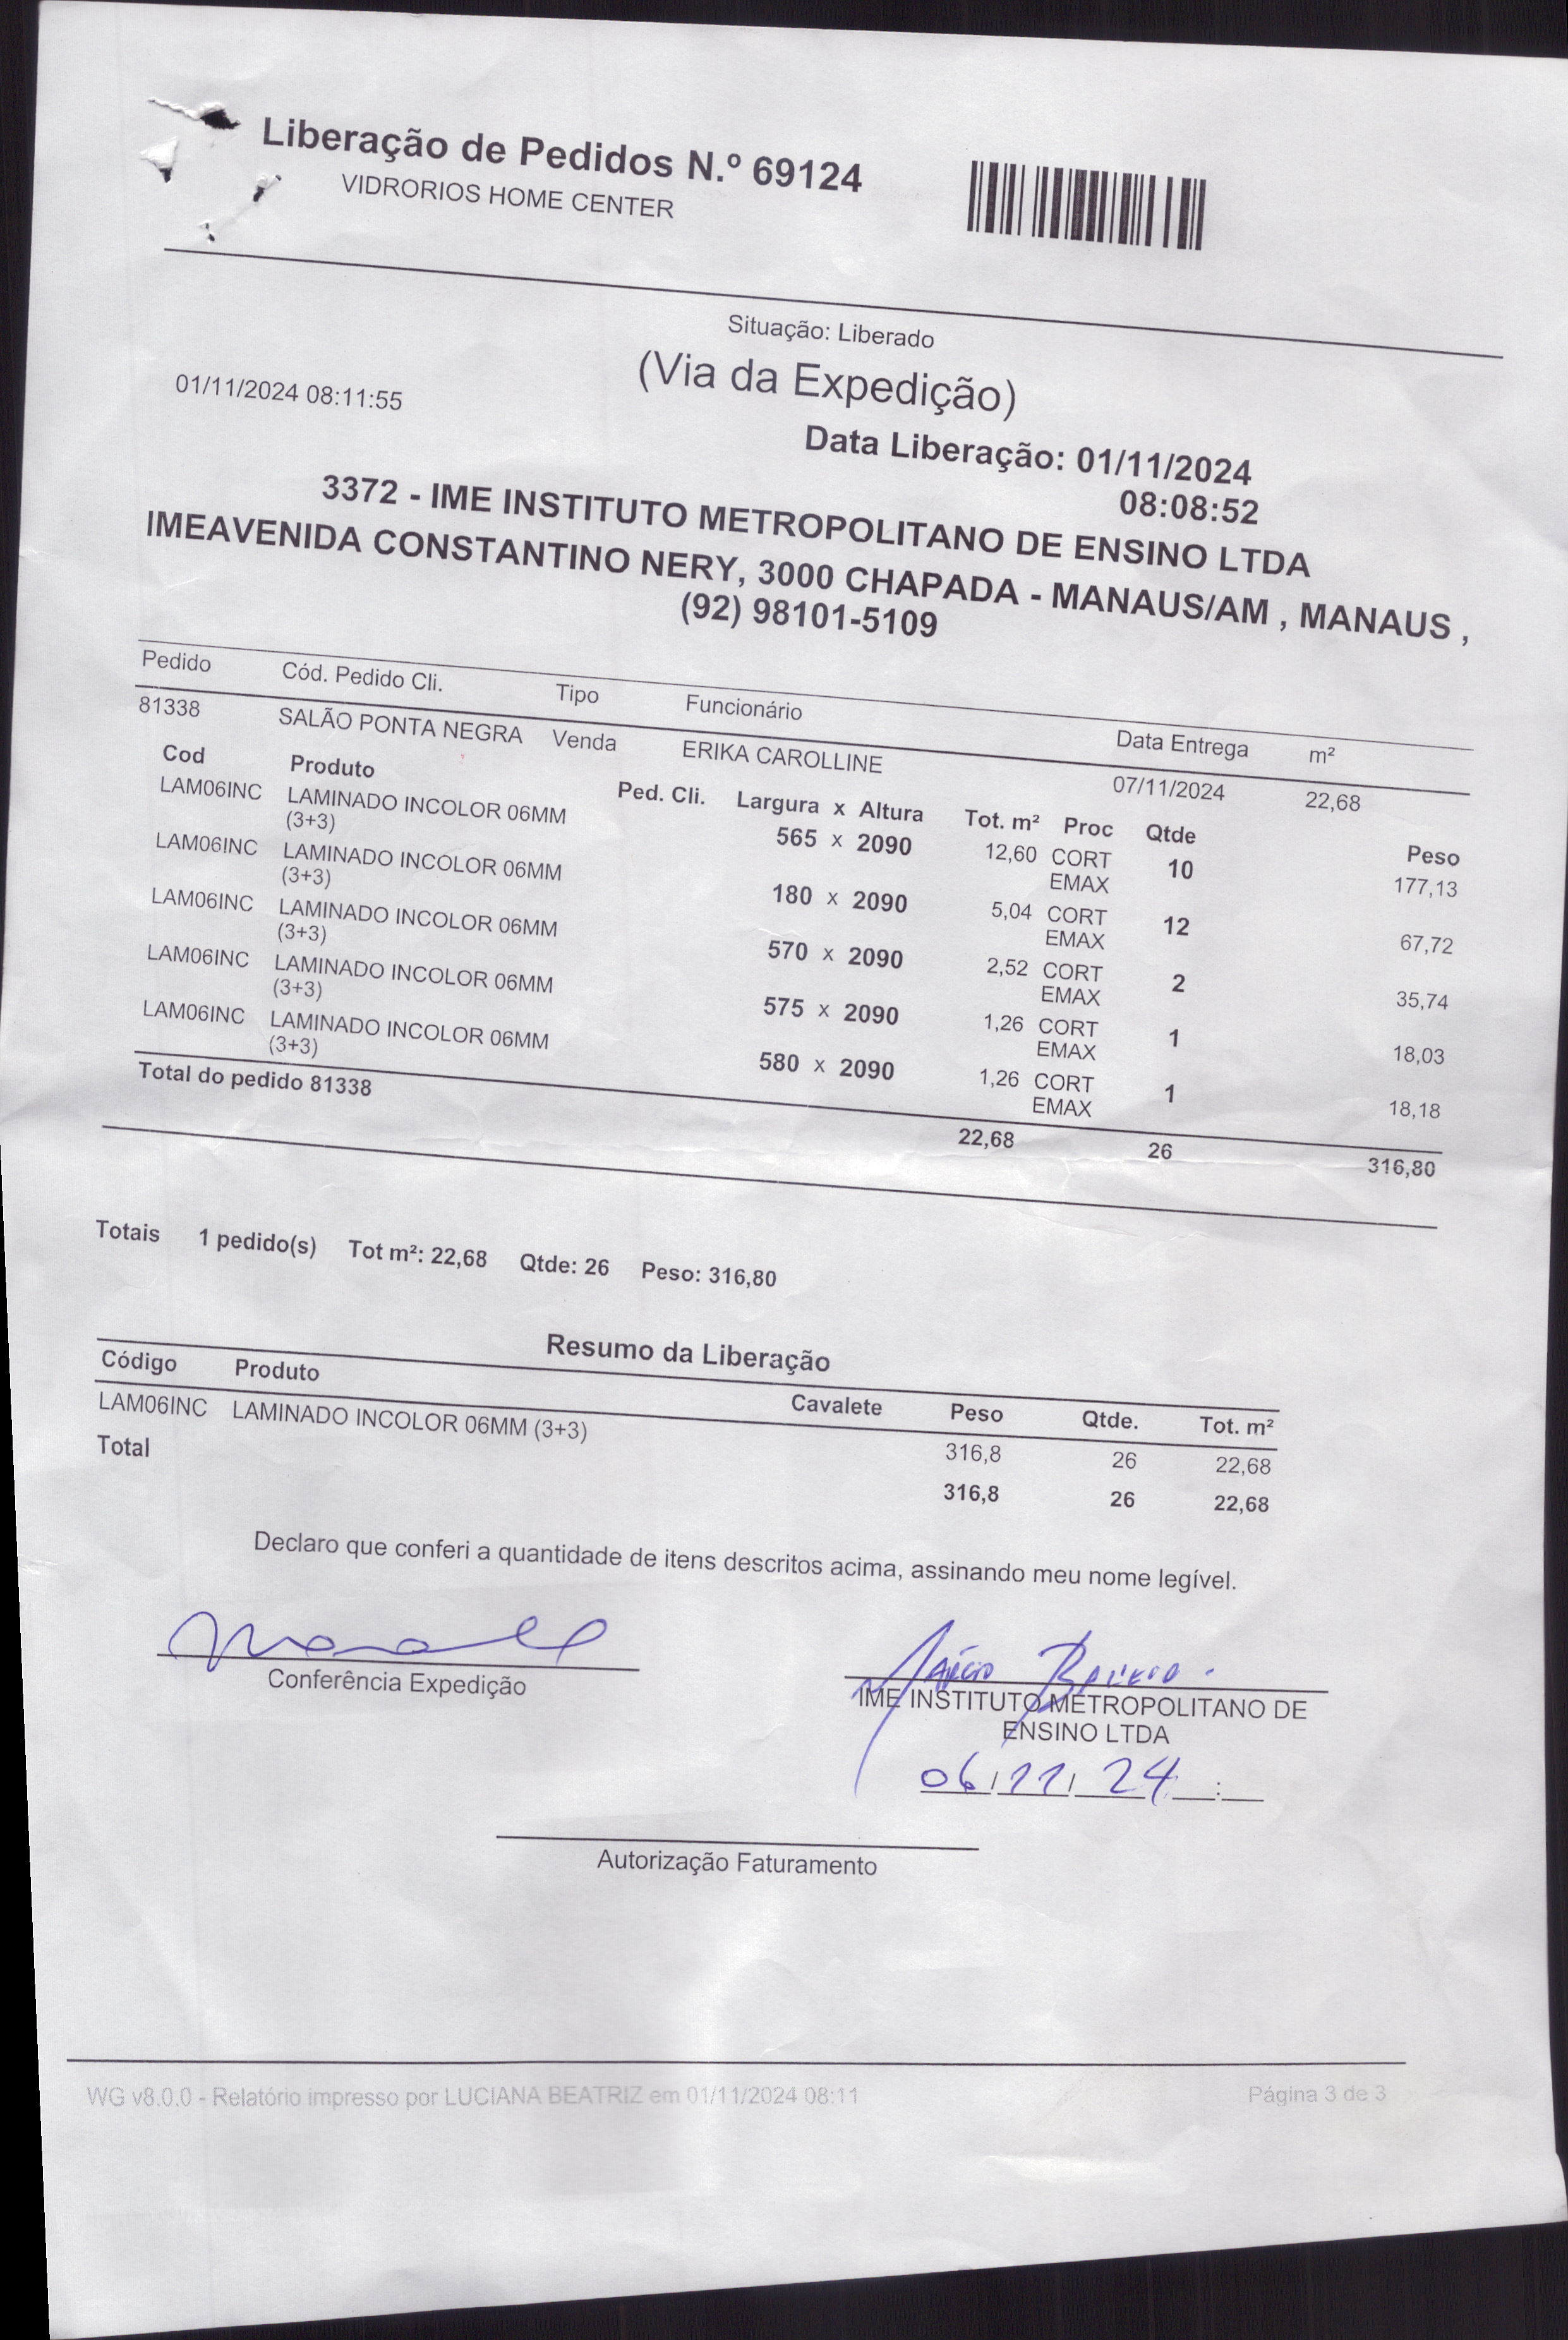 Liberação de Pedidos N.º 69124
VIDRORIOS HOME CENTER
Situação: Liberado
(Via da Expedição)
01/11/2024 08:11:55
Data Liberação: 01/11/2024
08:08:52
3372 - IME INSTITUTO METROPOLITANO DE ENSINO LTDA
IMEAVENIDA CONSTANTINO NERY, 3000 CHAPADA - MANAUS/AM , MANAUS ,
(92) 98101-5109
Pedido Cód. Pedido Cli. Tipo Funcionário Data Entrega m²
81338 SALÃO PONTA NEGRA Venda ERIKA CAROLLINE 07/11/2024 22,68
Cod Produto Ped. Cli. Largura x Altura Tot. m² Proc Qtde Peso
LAM06INC LAMINADO INCOLOR 06MM 565 x 2090 12,60 CORT 10 177,13
(3+3) EMAX
LAM06INC LAMINADO INCOLOR 06MM 180 x 2090 5,04 CORT 12 67,72
(3+3) EMAX
LAM06INC LAMINADO INCOLOR 06MM 570 x 2090 2,52 CORT 2 35,74
(3+3) EMAX
LAM06INC LAMINADO INCOLOR 06MM 575 x 2090 1,26 CORT 1 18,03
(3+3) EMAX
LAM06INC LAMINADO INCOLOR 06MM 580 x 2090 1,26 CORT 1 18,18
(3+3) EMAX
Total do pedido 81338 22,68 26 316,80
Totais 1 pedido(s) Tot m²: 22,68 Qtde: 26 Peso: 316,80
Resumo da Liberação
Código Produto Cavalete Peso Qtde. Tot. m²
LAM06INC LAMINADO INCOLOR 06MM (3+3) 316,8 26 22,68
Total 316,8 26 22,68
Declaro que conferi a quantidade de itens descritos acima, assinando meu nome legível.
Conferência Expedição
IME INSTITUTO METROPOLITANO DE
ENSINO LTDA
06/11/24 :
Autorização Faturamento
WG v8.0.0 - Relatório impresso por LUCIANA BEATRIZ em 01/11/2024 08:11 Página 3 de 3